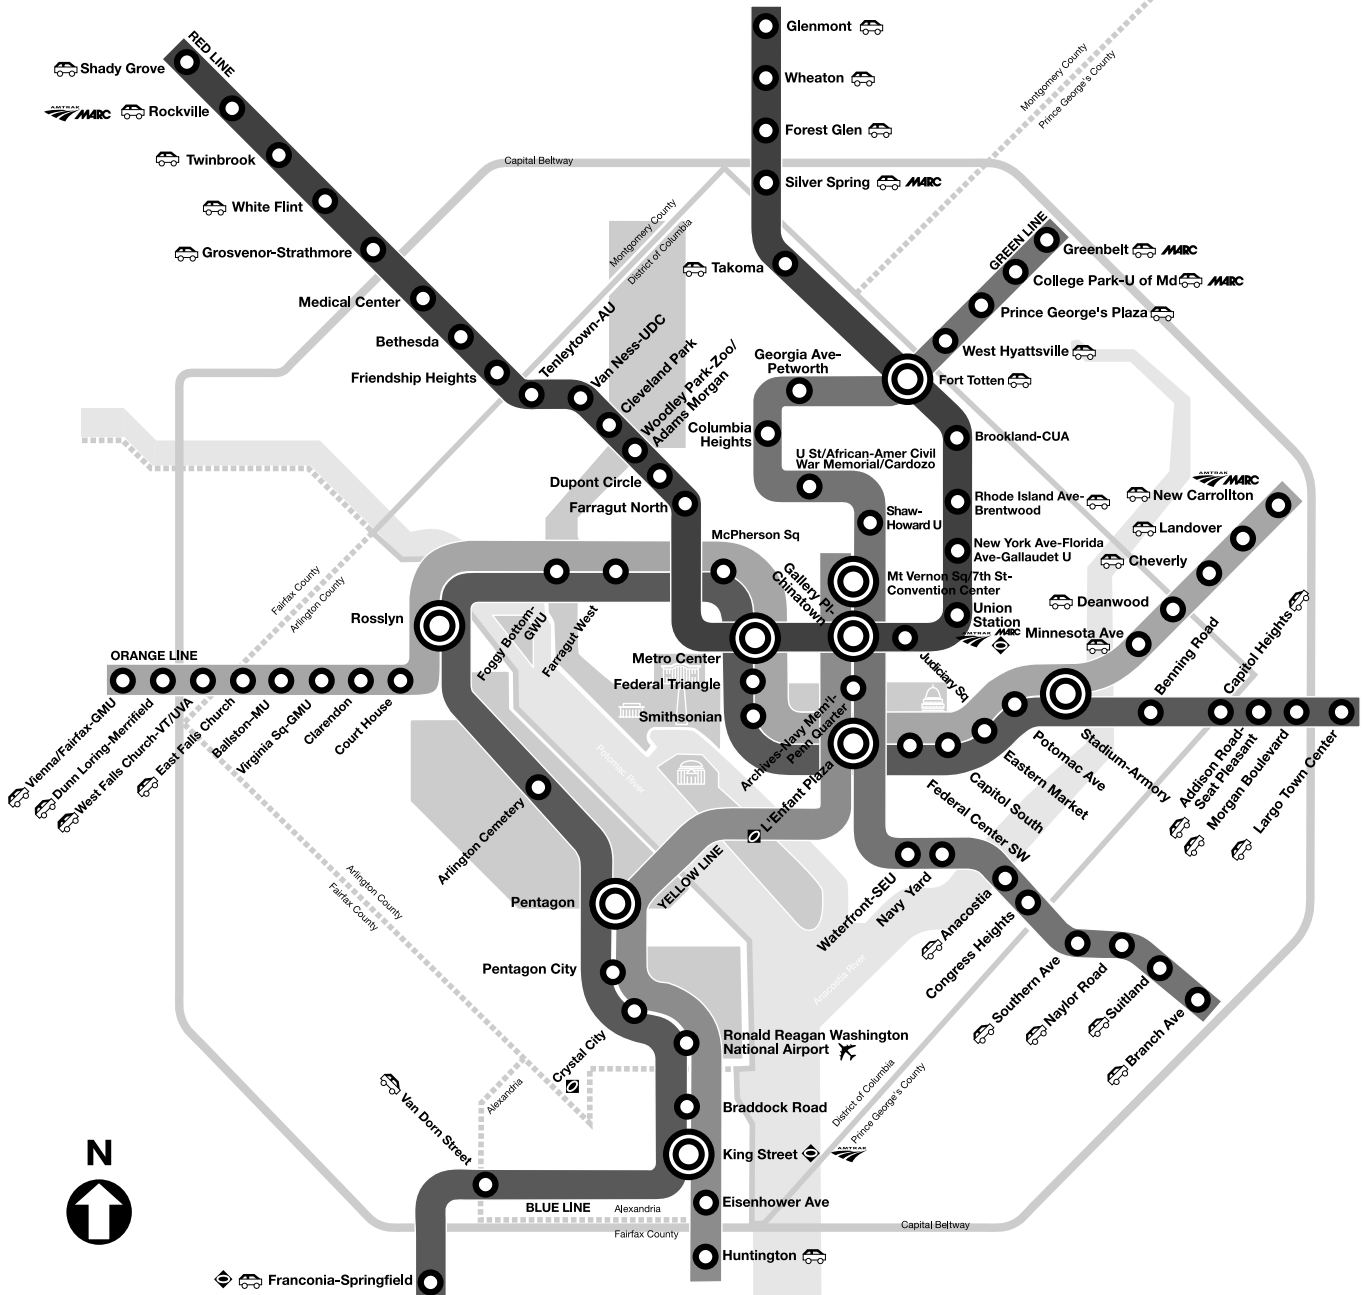 RED LINE
Shady Grove
AMTRAK
MARC
Rockville
Twinbrook
White Flint
Grosvenor-Strathmore
Medical Center
Bethesda
Friendship Heights
Tenleytown-AU
Van Ness-UDC
Cleveland Park
Woodley Park-Zoo/
Adams Morgan
Dupont Circle
Farragut North
Capital Beltway
Montgomery County
District of Columbia
Glenmont
Wheaton
Forest Glen
Silver Spring
MARC
Takoma
Montgomery County
Prince George's County
GREEN LINE
Greenbelt
MARC
College Park-U of Md
MARC
Prince George's Plaza
West Hyattsville
Fort Totten
Georgia Ave-
Petworth
Columbia
Heights
U St/African-Amer Civil
War Memorial/Cardozo
Shaw-
Howard U
Brookland-CUA
Rhode Island Ave-
Brentwood
New York Ave-Florida
Ave-Gallaudet U
Mt Vernon Sq/7th St-
Convention Center
Union
Station
AMTRAK
MARC
Gallery Pl-
Chinatown
Judiciary Sq
McPherson Sq
Metro Center
Federal Triangle
Smithsonian
Farragut West
Foggy Bottom-
GWU
Rosslyn
Fairfax County
Arlington County
ORANGE LINE
Vienna/Fairfax-GMU
Dunn Loring-Merrifield
West Falls Church-VT/UVA
East Falls Church
Ballston-MU
Virginia Sq-GMU
Clarendon
Court House
AMTRAK
MARC
New Carrollton
Landover
Cheverly
Deanwood
Minnesota Ave
Benning Road
Capitol Heights
Addison Road-
Seat Pleasant
Morgan Boulevard
Largo Town Center
Stadium-Armory
Potomac Ave
Eastern Market
Capitol South
Federal Center SW
L'Enfant Plaza
Archives-Navy Mem'l-
Penn Quarter
Potomac River
YELLOW LINE
Waterfront-SEU
Navy Yard
Anacostia
Congress Heights
Southern Ave
Naylor Road
Suitland
Branch Ave
Anacostia River
Arlington Cemetery
Arlington County
Fairfax County
Pentagon
Pentagon City
Crystal City
Ronald Reagan Washington
National Airport
Braddock Road
King Street
AMTRAK
Eisenhower Ave
Huntington
District of Columbia
Prince George's County
Alexandria
Van Dorn Street
BLUE LINE
Alexandria
Fairfax County
Capital Beltway
Franconia-Springfield
N